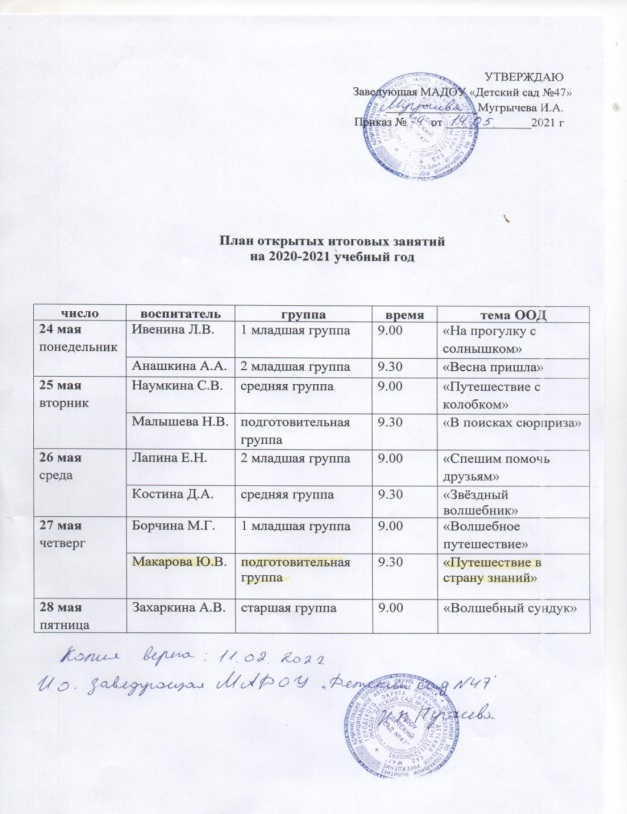 УТВЕРЖДАЮ
Заведующая МАДОУ «Детский сад №47»
Мугрычева И.А.
Приказ № от 14.05 2021 г
План открытых итоговых занятий
на 2020-2021 учебный год
число воспитатель группа время тема ООД
24 мая Ивенина Л.В. 1 младшая группа 9.00 «На прогулку с
понедельник солнышком»
Анашкина А.А. 2 младшая группа 9.30 «Весна пришла»
25 мая Наумкина С.В. средняя группа 9.00 «Путешествие с
вторник колобком»
Малышева Н.В. подготовительная 9.30 «В поисках сюрприза»
группа
26 мая Лапина Е.Н. 2 младшая группа 9.00 «Спешим помочь
среда друзьям»
Костина Д.А. средняя группа 9.30 «Звёздный
волшебник»
27 мая Борчина М.Г. 1 младшая группа 9.00 «Волшебное
четверг путешествие»
Макарова Ю.В. подготовительная 9.30 «Путешествие в
группа страну знаний»
28 мая Захаркина А.В. старшая группа 9.00 «Волшебный сундук»
пятница
Копия верна: 11.02.2022
И.о. заведующая МАДОУ „Детский сад №47"